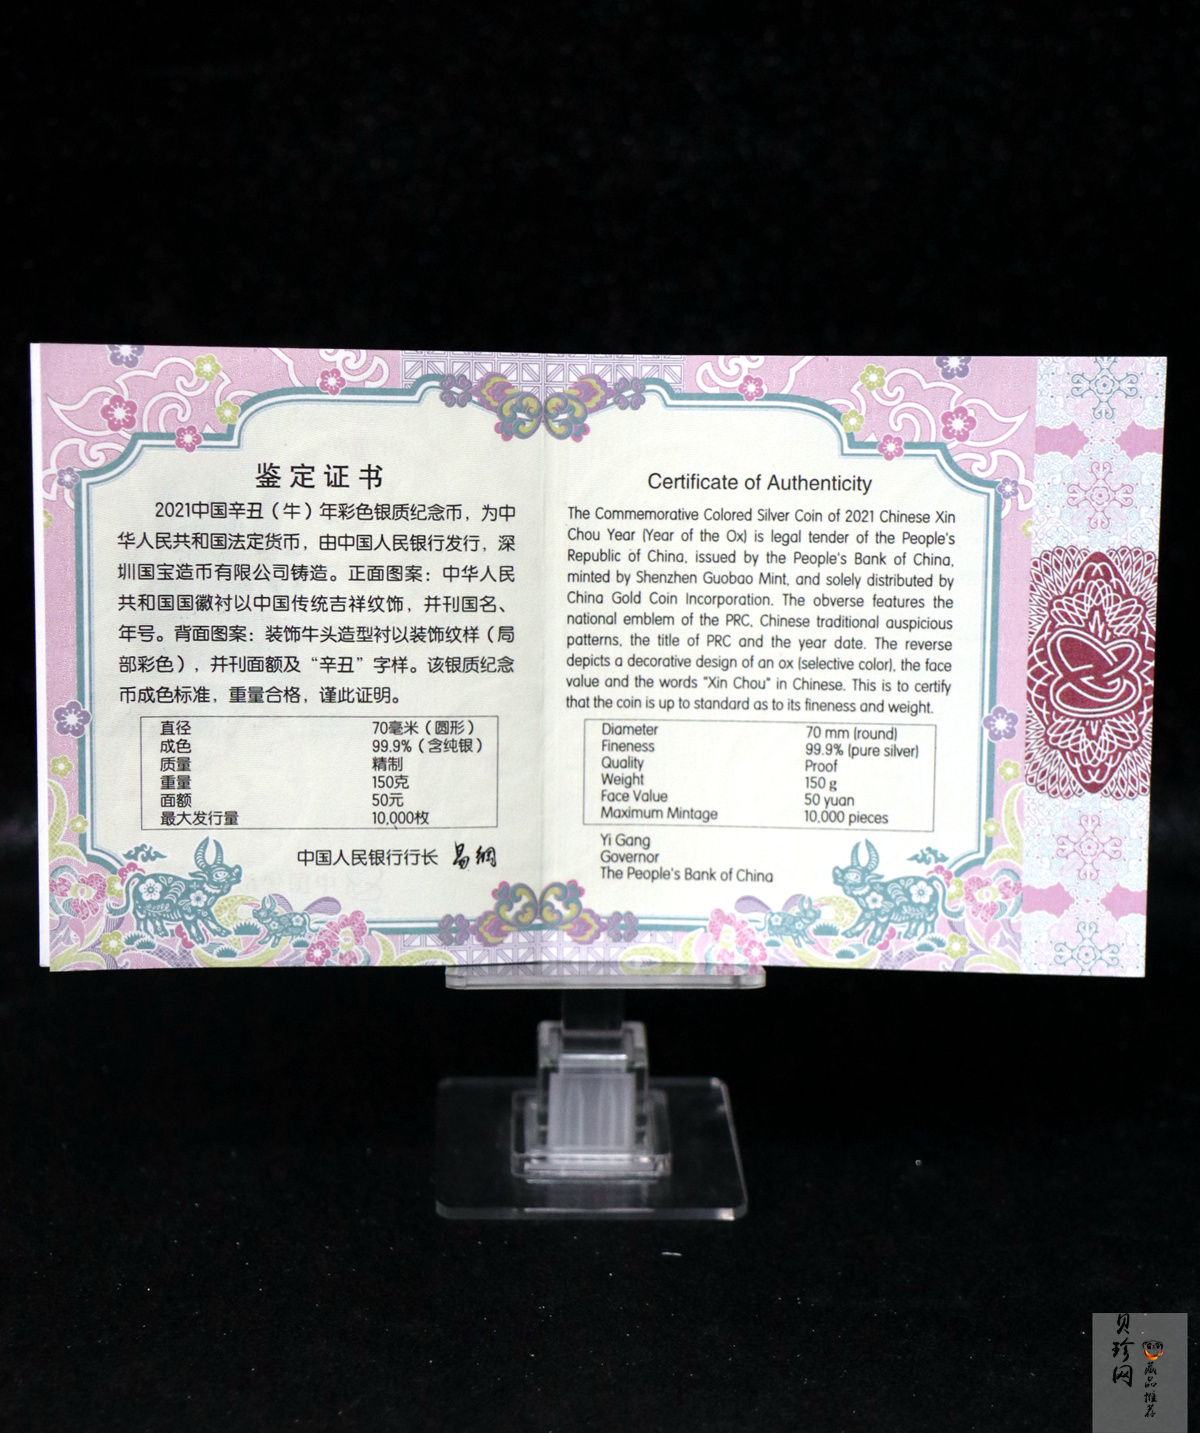 鉴定证书
2021中国辛丑（牛）年彩色银质纪念币，为中
华人民共和国法定货币，由中国人民银行发行，深
圳国宝造币有限公司铸造。正面图案：中华人民
共和国国徽衬以中国传统吉祥纹饰，并刊国名、
年号。背面图案：装饰牛头造型衬以装饰纹样（局
部彩色），并刊面额及“辛丑”字样。该银质纪念
币成色标准，重量合格，谨此证明。
直径 70毫米（圆形）
成色 99.9%（含纯银）
质量 精制
重量 150克
面额 50元
最大发行量 10,000枚
中国人民银行行长 易纲
Certificate of Authenticity
The Commemorative Colored Silver Coin of 2021 Chinese Xin
Chou Year (Year of the Ox) is legal tender of the People's
Republic of China, issued by the People's Bank of China,
minted by Shenzhen Guobao Mint, and solely distributed by
China Gold Coin Incorporation. The obverse features the
national emblem of the PRC, Chinese traditional auspicious
patterns, the title of PRC and the year date. The reverse
depicts a decorative design of an ox (selective color), the face
value and the words "Xin Chou" in Chinese. This is to certify
that the coin is up to standard as to its fineness and weight.
Diameter 70 mm (round)
Fineness 99.9% (pure silver)
Quality Proof
Weight 150 g
Face Value 50 yuan
Maximum Mintage 10,000 pieces
Yi Gang
Governor
The People's Bank of China
贝珍网
藏品推荐